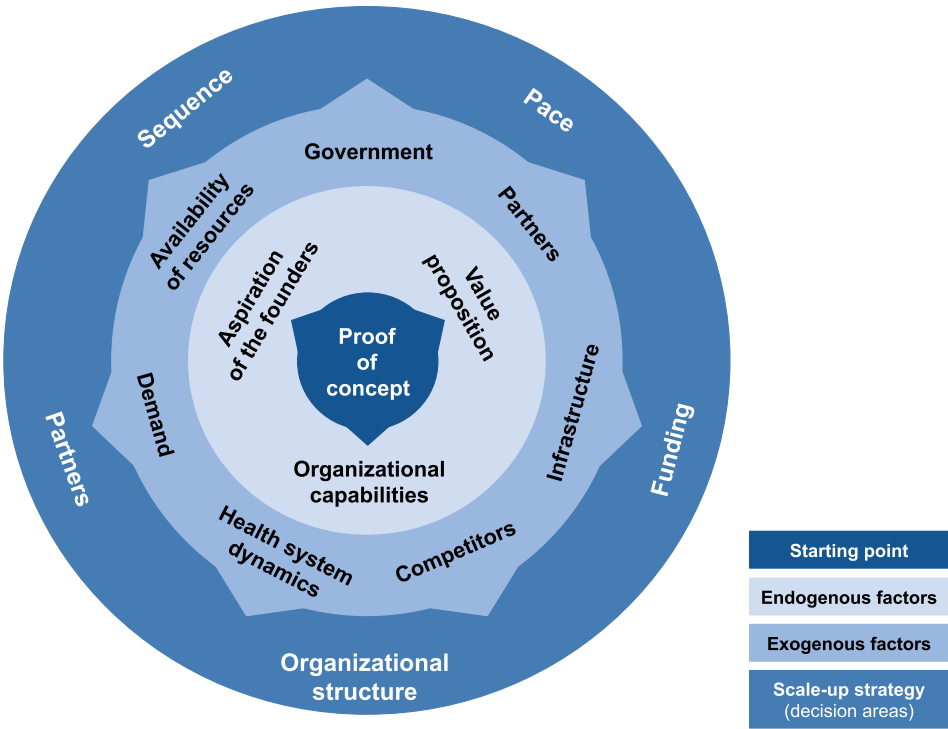 Sequence
Pace
Government
Availability
of resources
Partners
Aspiration
of the founders
Value
proposition
Proof
of
concept
Demand
Infrastructure
Partners
Funding
Organizational
capabilities
Health system
dynamics
Competitors
Organizational
structure
Starting point
Endogenous factors
Exogenous factors
Scale-up strategy
(decision areas)